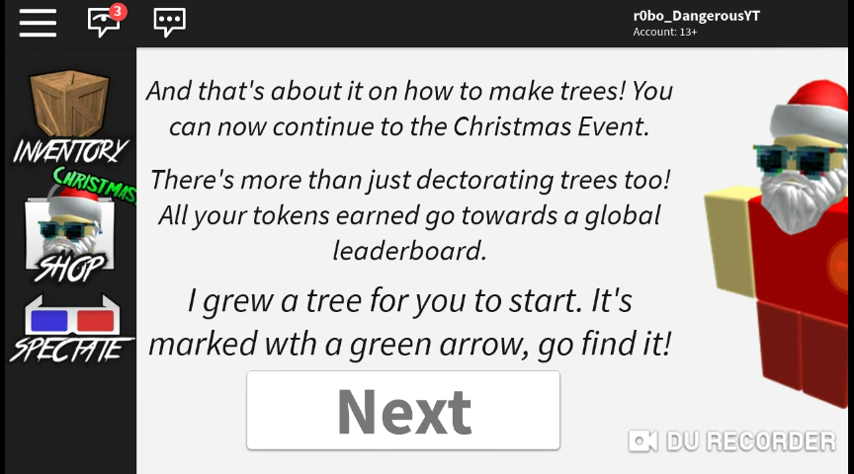 3
r0bo_DangerousYT
Account: 13+
INVENTORY
CHRISTMAS
SHOP
SPECTATE
And that's about it on how to make trees! You
can now continue to the Christmas Event.
There's more than just dectorating trees too!
All your tokens earned go towards a global
leaderboard.
I grew a tree for you to start. It's
marked wth a green arrow, go find it!
Next
DU RECORDER